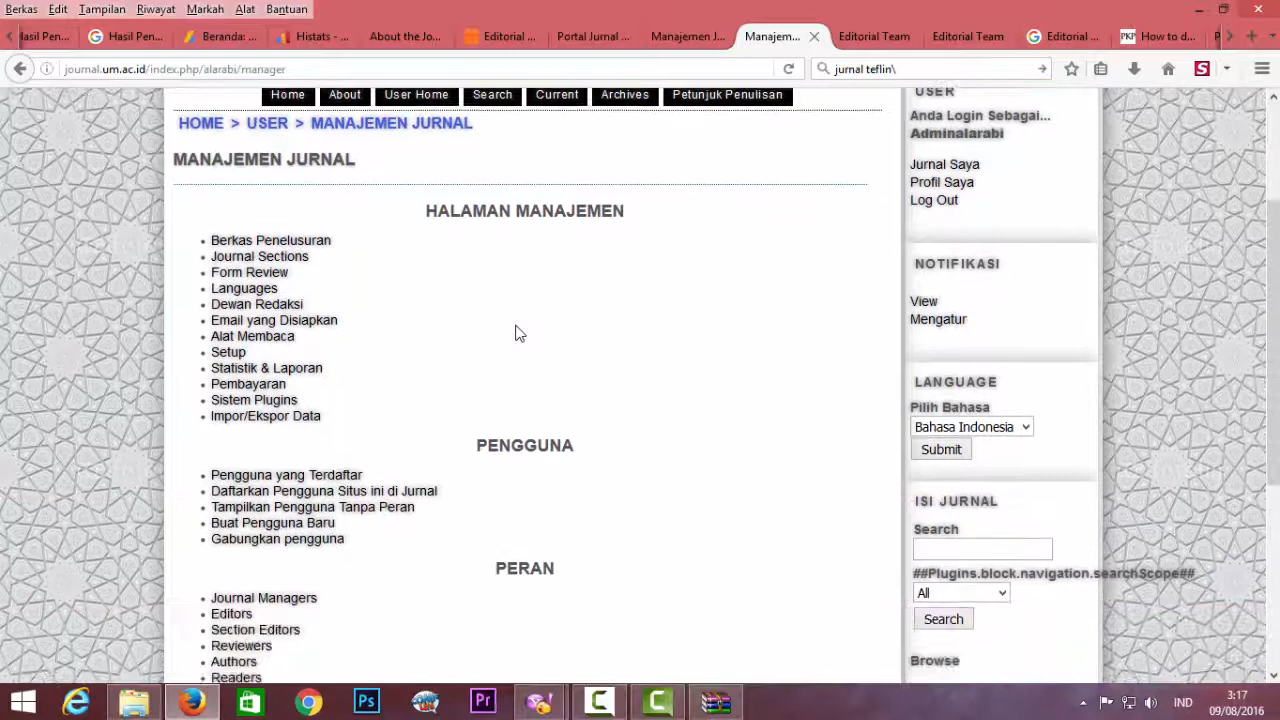 Berkas Edit Tampilan Riwayat Markah Alat Bantuan
Hasil Pen... Hasil Pen... Beranda: ... Histats - ... About the Jo... Editorial ... Portal Jurnal ... Manajemen J... Manajem... Editorial Team Editorial Team Editorial ... PKP How to d...
journal.um.ac.id/index.php/alarabi/manager
jurnal teflin\
Home About User Home Search Current Archives Petunjuk Penulisan
HOME > USER > MANAJEMEN JURNAL
MANAJEMEN JURNAL
HALAMAN MANAJEMEN
Berkas Penelusuran
Journal Sections
Form Review
Languages
Dewan Redaksi
Email yang Disiapkan
Alat Membaca
Setup
Statistik & Laporan
Pembayaran
Sistem Plugins
Impor/Ekspor Data
PENGGUNA
Pengguna yang Terdaftar
Daftarkan Pengguna Situs ini di Jurnal
Tampilkan Pengguna Tanpa Peran
Buat Pengguna Baru
Gabungkan pengguna
PERAN
Journal Managers
Editors
Section Editors
Reviewers
Authors
Readers
USER
Anda Login Sebagai...
Adminalarabi
Jurnal Saya
Profil Saya
Log Out
NOTIFIKASI
View
Mengatur
LANGUAGE
Pilih Bahasa
Bahasa Indonesia
Submit
ISI JURNAL
Search
##Plugins.block.navigation.searchScope##
All
Search
Browse
Ps Pr IND
3:17
09/08/2016